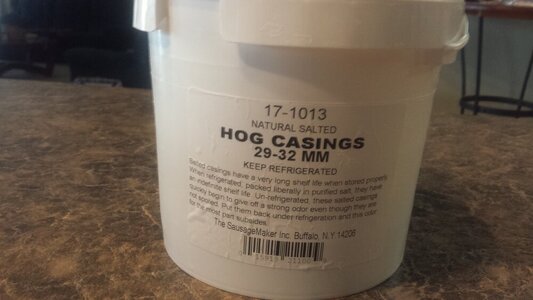 17-1013
NATURAL SALTED
HOG CASINGS
29-32 MM
KEEP REFRIGERATED
Salted casings have a very long shelf life when stored properly.
When refrigerated, packed liberally in purified salt, they have
an indefinite shelf life. Un-refrigerated, these salted casings
quickly begin to give off a strong odor even though they are
not spoiled. Put them back under refrigeration and this odor
for the most part subsides.
The SausageMaker Inc. Buffalo, N.Y 14206